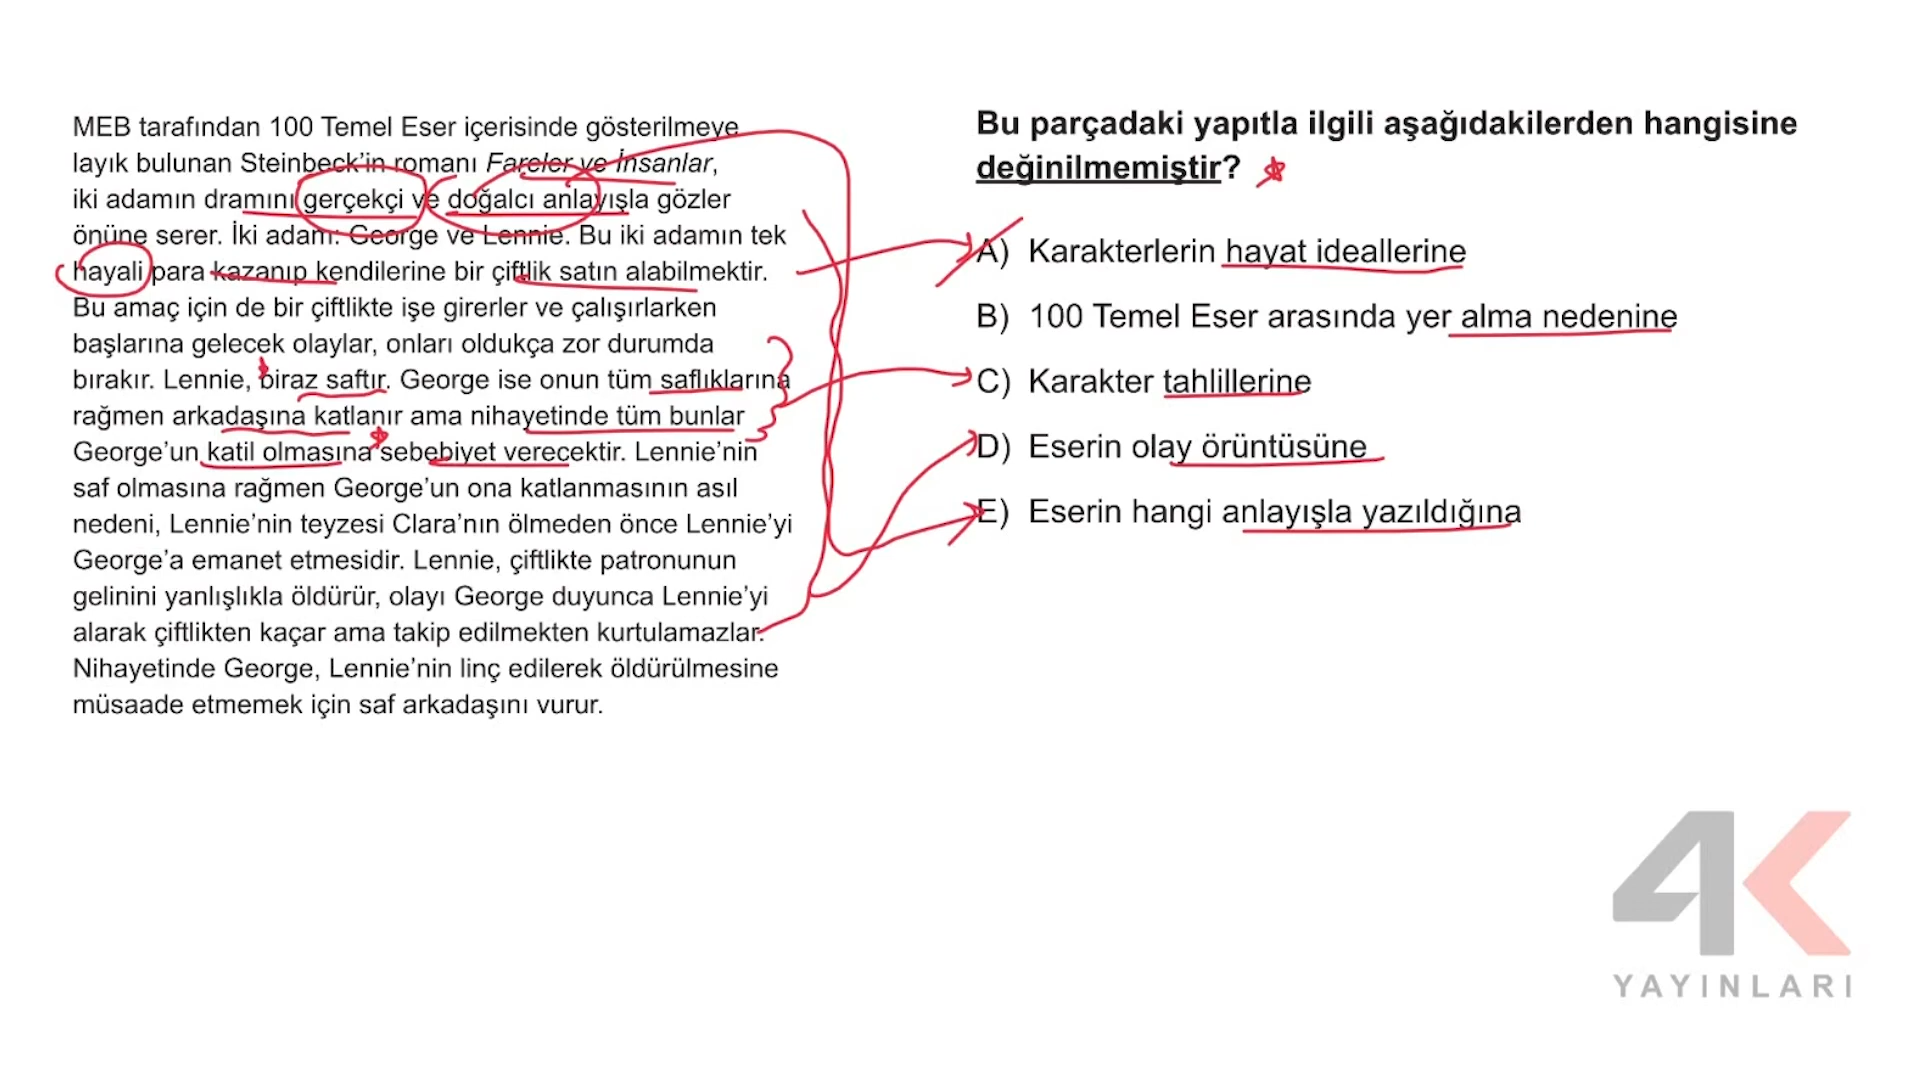 MEB tarafından 100 Temel Eser içerisinde gösterilmeye
layık bulunan Steinbeck’in romanı Fareler ve İnsanlar,
iki adamın dramını gerçekçi ve doğalcı anlayışla gözler
önüne serer. İki adam: George ve Lennie. Bu iki adamın tek
hayali para kazanıp kendilerine bir çiftlik satın alabilmektir.
Bu amaç için de bir çiftlikte işe girerler ve çalışırlarken
başlarına gelecek olaylar, onları oldukça zor durumda
bırakır. Lennie, biraz saftır. George ise onun tüm saflıklarına
rağmen arkadaşına katlanır ama nihayetinde tüm bunlar
George’un katil olmasına sebebiyet verecektir. Lennie’nin
saf olmasına rağmen George’un ona katlanmasının asıl
nedeni, Lennie’nin teyzesi Clara’nın ölmeden önce Lennie’yi
George’a emanet etmesidir. Lennie, çiftlikte patronunun
gelinini yanlışlıkla öldürür, olayı George duyunca Lennie’yi
alarak çiftlikten kaçar ama takip edilmekten kurtulamazlar.
Nihayetinde George, Lennie’nin linç edilerek öldürülmesine
müsaade etmemek için saf arkadaşını vurur.
Bu parçadaki yapıtla ilgili aşağıdakilerden hangisine
değinilmemiştir?
A) Karakterlerin hayat ideallerine
B) 100 Temel Eser arasında yer alma nedenine
C) Karakter tahlillerine
D) Eserin olay örüntüsüne
E) Eserin hangi anlayışla yazıldığına
4K
YAYINLARI